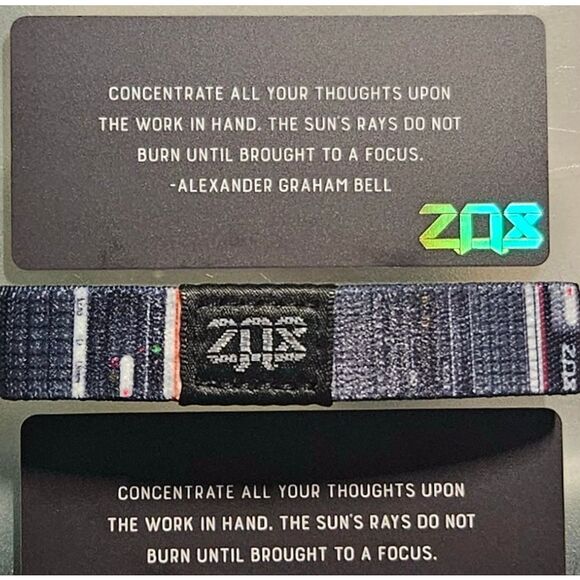 CONCENTRATE ALL YOUR THOUGHTS UPON
THE WORK IN HAND. THE SUN'S RAYS DO NOT
BURN UNTIL BROUGHT TO A FOCUS.
-ALEXANDER GRAHAM BELL
ZOX
ZOX
ZOX
CONCENTRATE ALL YOUR THOUGHTS UPON
THE WORK IN HAND. THE SUN'S RAYS DO NOT
BURN UNTIL BROUGHT TO A FOCUS.